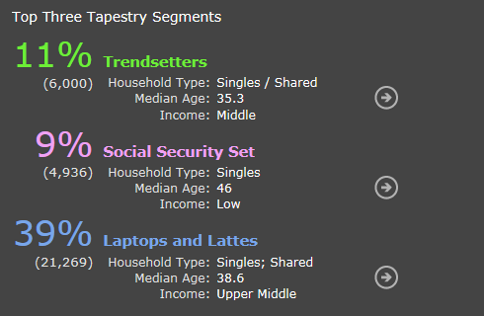 Top Three Tapestry Segments
11% Trendsetters
(6,000) Household Type: Singles / Shared
Median Age: 35.3
Income: Middle
9% Social Security Set
(4,936) Household Type: Singles
Median Age: 46
Income: Low
39% Laptops and Lattes
(21,269) Household Type: Singles; Shared
Median Age: 38.6
Income: Upper Middle